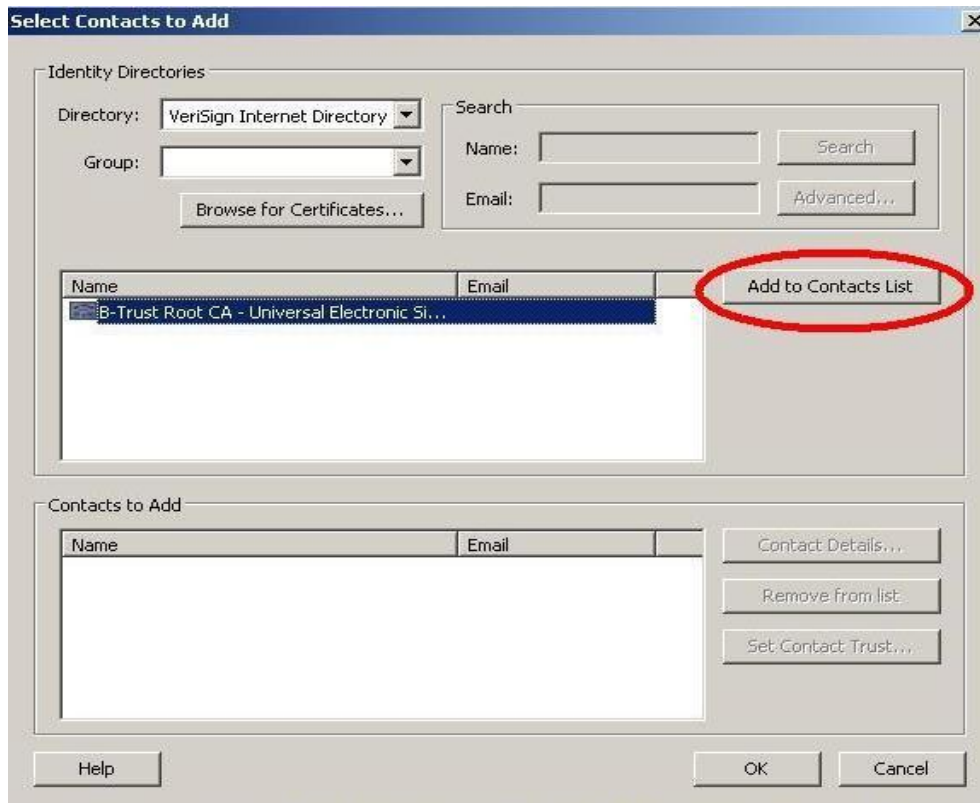 Select Contacts to Add
Identity Directories
Directory: VeriSign Internet Directory
Group:
Browse for Certificates...
Search
Name: Search
Email: Advanced...
Name Email
B-Trust Root CA - Universal Electronic Si...
Add to Contacts List
Contacts to Add
Name Email
Contact Details...
Remove from list
Set Contact Trust...
Help OK Cancel